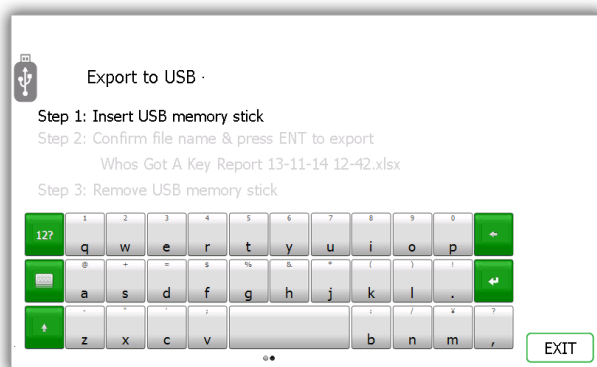 Export to USB
Step 1: Insert USB memory stick
Step 2: Confirm file name & press ENT to export
Whos Got A Key Report 13-11-14 12-42.xlsx
Step 3: Remove USB memory stick
1 2 3 4 5 6 7 8 9 0
12? q w e r t y u i o p
@ + = $ % & * ( ) !
a s d f g h j k l .
- " ' ; : / ¥ ?
z x c v b n m ,
EXIT